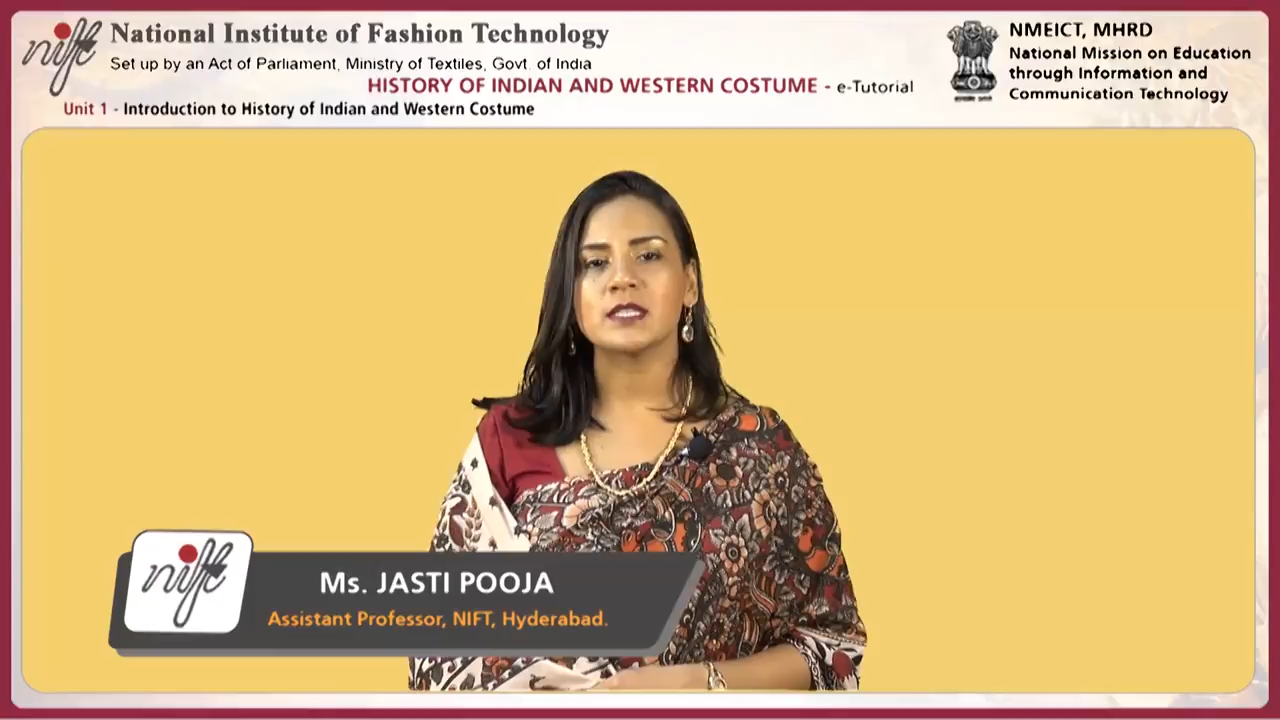 nift
National Institute of Fashion Technology
Set up by an Act of Parliament, Ministry of Textiles, Govt. of India
HISTORY OF INDIAN AND WESTERN COSTUME - e-Tutorial
Unit 1 - Introduction to History of Indian and Western Costume
NMEICT, MHRD
National Mission on Education
through Information and
Communication Technology
nift
Ms. JASTI POOJA
Assistant Professor, NIFT, Hyderabad.